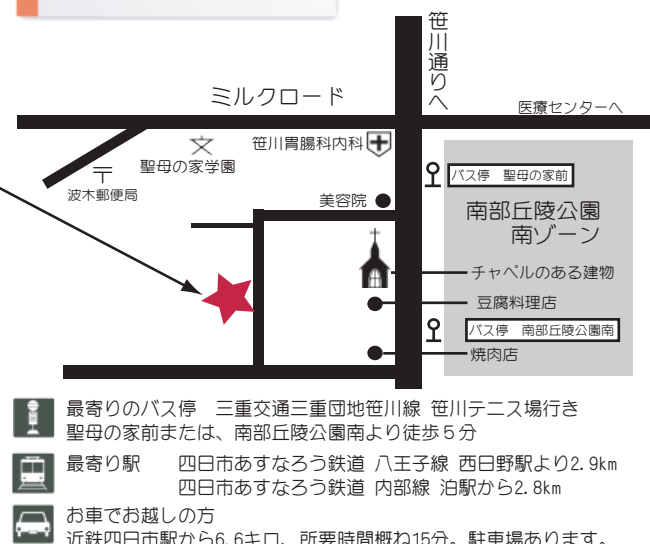 笹川通りへ
ミルクロード
医療センターへ
笹川胃腸科内科
聖母の家学園
波木郵便局
バス停　聖母の家前
美容院
南部丘陵公園
南ゾーン
チャペルのある建物
豆腐料理店
バス停　南部丘陵公園南
焼肉店
最寄りのバス停　三重交通三重団地笹川線 笹川テニス場行き
聖母の家前または、南部丘陵公園南より徒歩５分
最寄り駅　　四日市あすなろう鉄道 八王子線 西日野駅より2.9km
四日市あすなろう鉄道 内部線 泊駅から2.8km
お車でお越しの方
近鉄四日市駅から6.6キロ、所要時間概ね15分。駐車場あります。